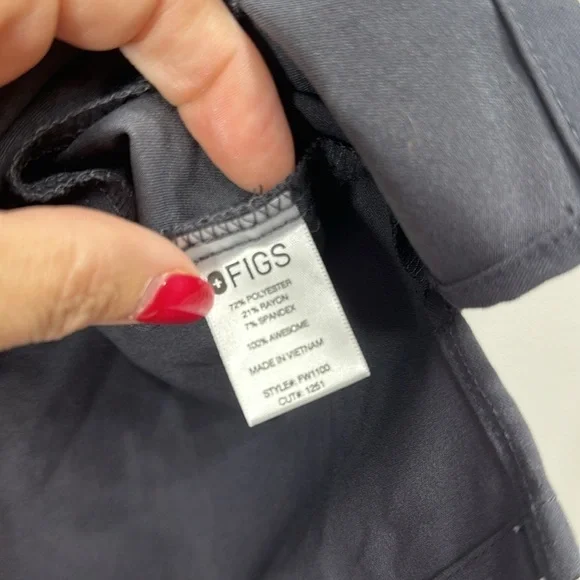 FIGS
72% POLYESTER
21% RAYON
7% SPANDEX
100% AWESOME
MADE IN VIETNAM
STYLE#: FW1100
CUT#: 1251